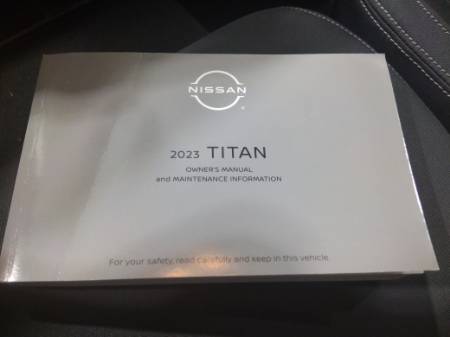 NISSAN
2023 TITAN
OWNER'S MANUAL
and MAINTENANCE INFORMATION
For your safety, read carefully and keep in this vehicle.